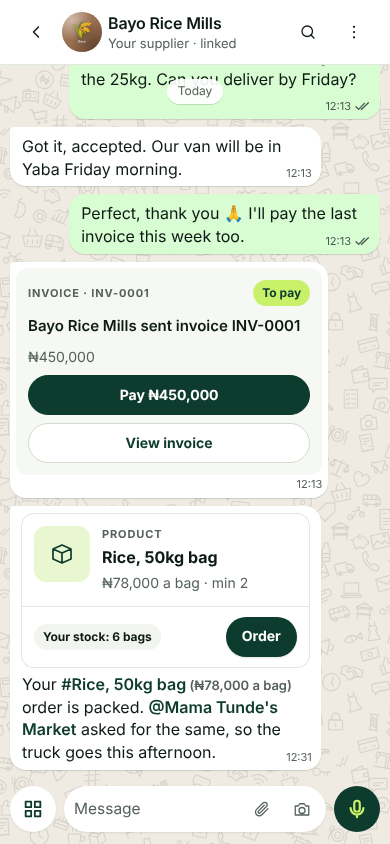 Bayo Rice Mills
Your supplier · linked
the 25kg. Can you deliver by Friday?
Today
12:13
Got it, accepted. Our van will be in
Yaba Friday morning.
12:13
Perfect, thank you 🙏 I'll pay the last
invoice this week too.
12:13
INVOICE · INV-0001
To pay
Bayo Rice Mills sent invoice INV-0001
₦450,000
Pay ₦450,000
View invoice
12:13
PRODUCT
Rice, 50kg bag
₦78,000 a bag · min 2
Your stock: 6 bags
Order
Your #Rice, 50kg bag (₦78,000 a bag)
order is packed. @Mama Tunde's
Market asked for the same, so the
truck goes this afternoon.
12:31
Message